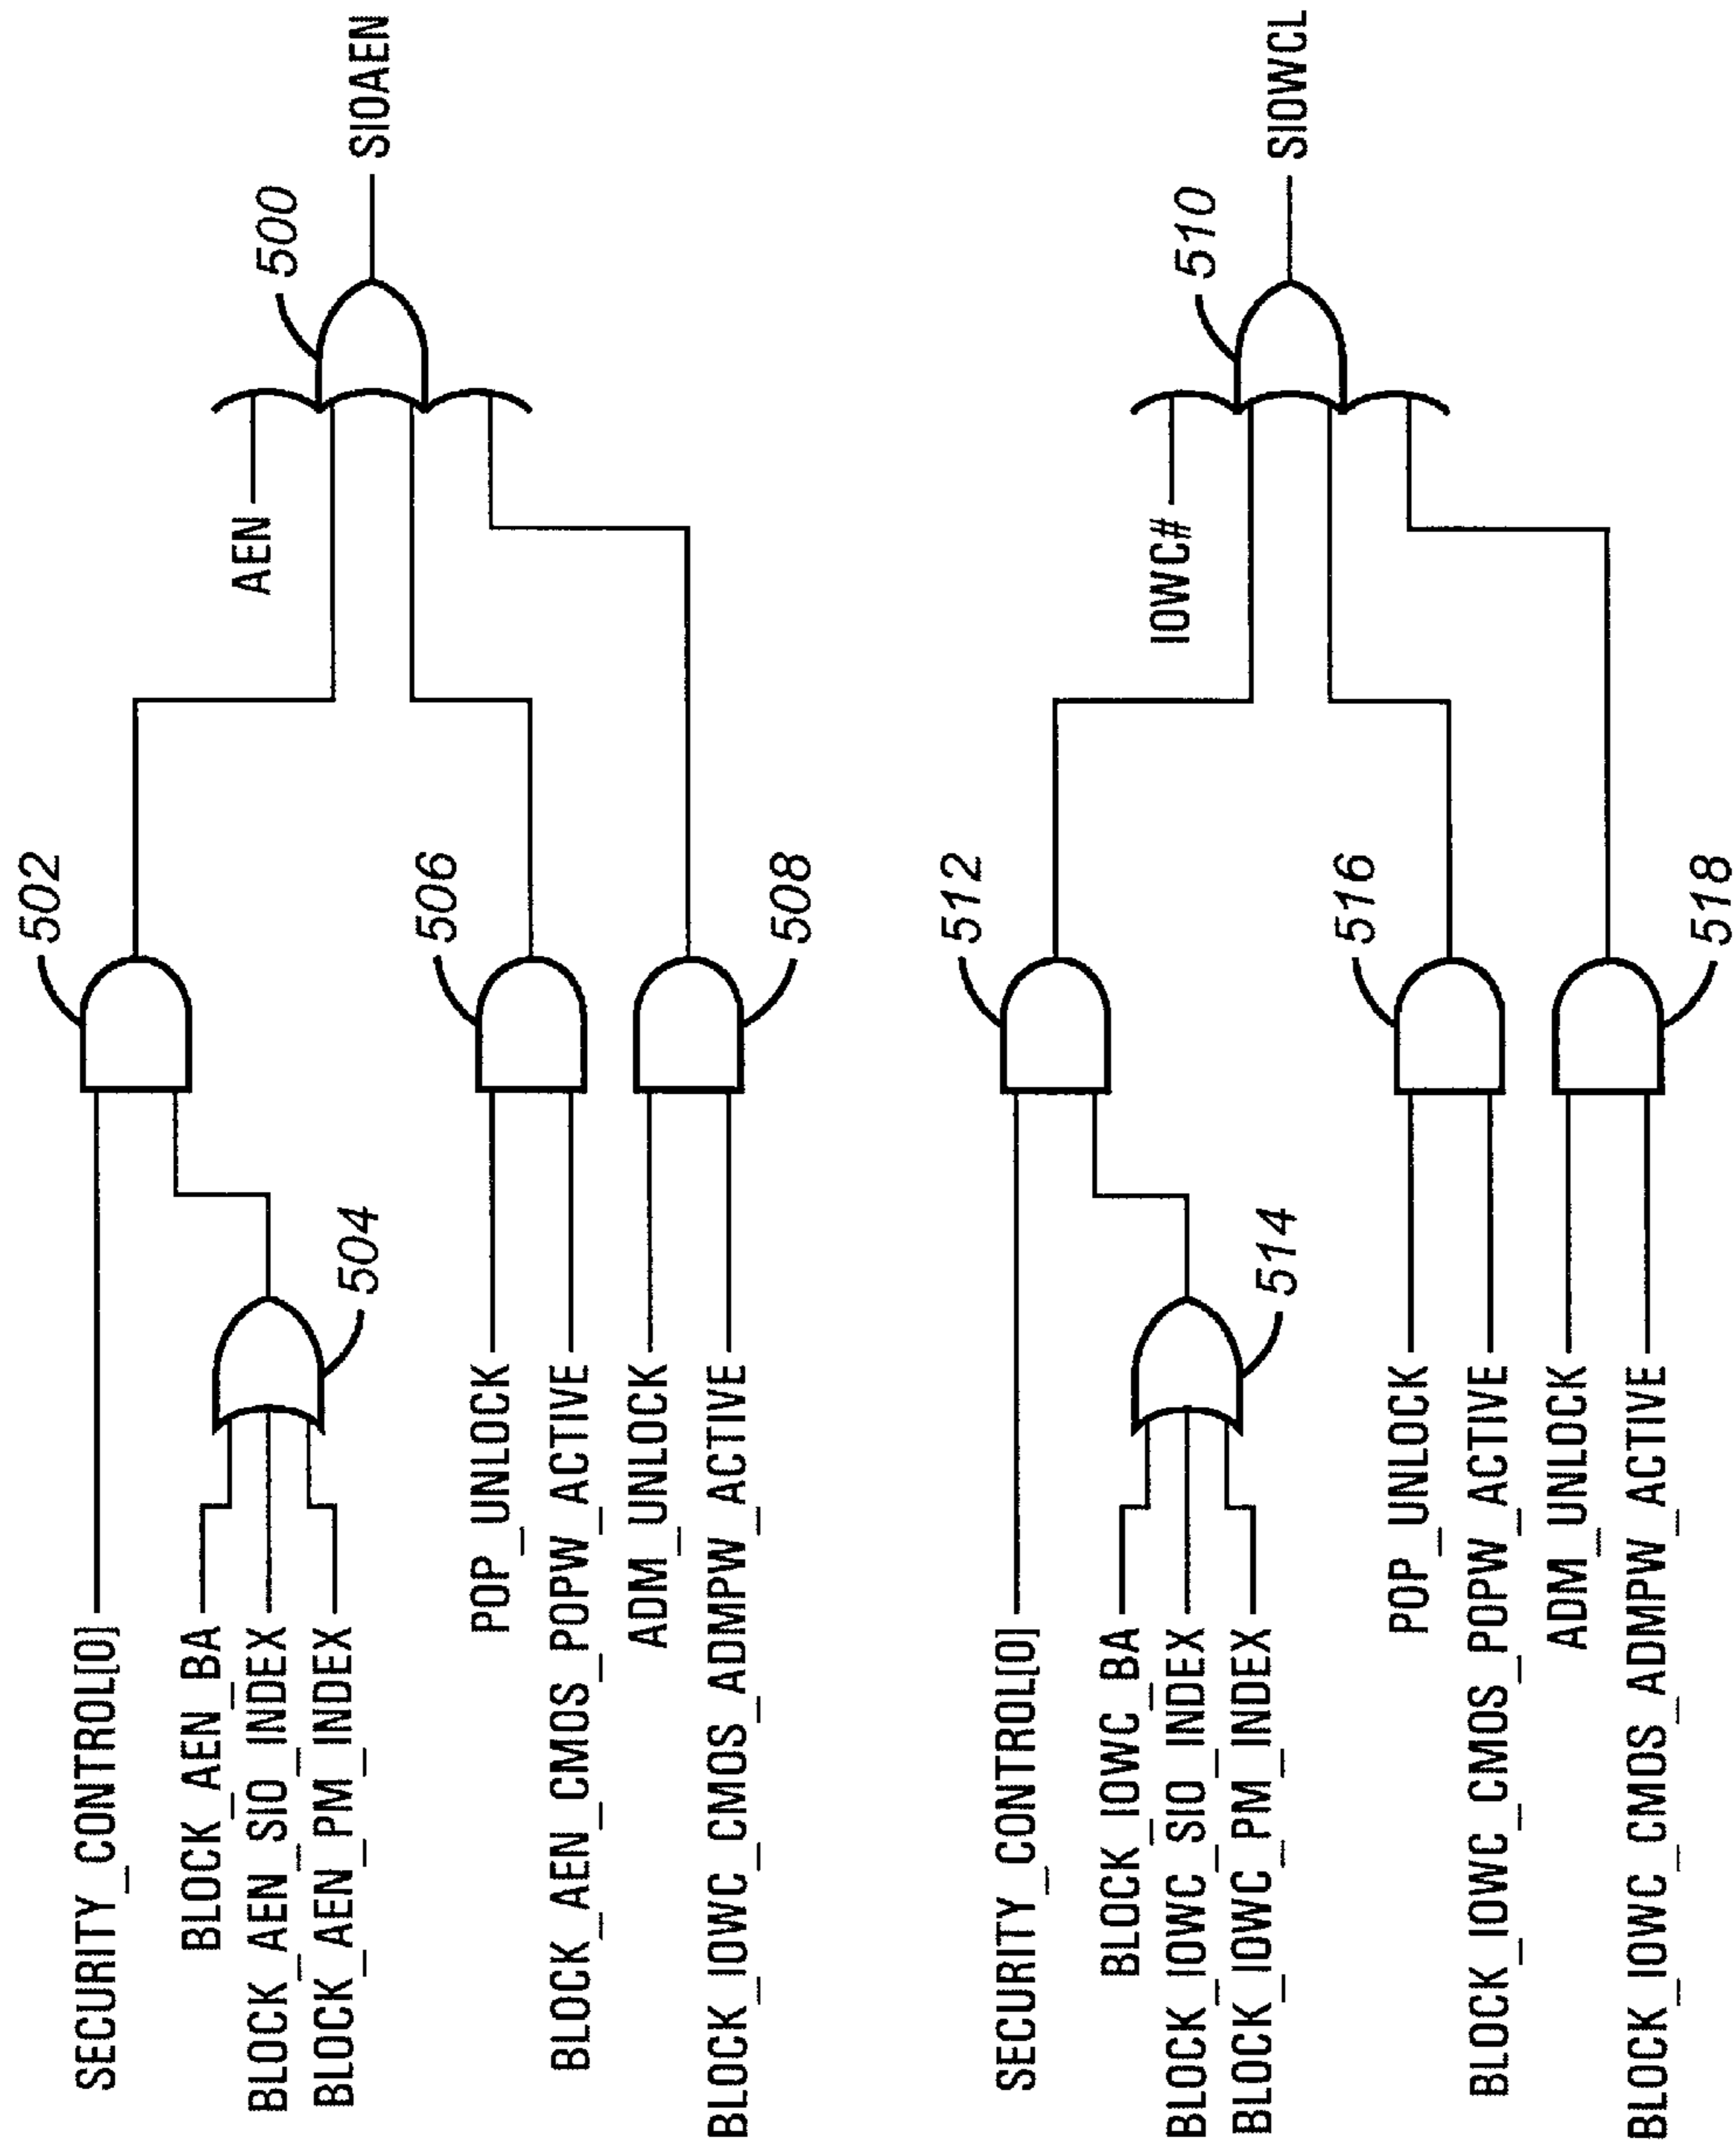 SECURITY_CONTROL[0]
502
BLOCK_AEN_BA
BLOCK_AEN_SIO_INDEX
BLOCK_AEN_PM_INDEX
504
AEN
500
SIOAEN
POP_UNLOCK
506
BLOCK_AEN_CMOS_POPW_ACTIVE
ADM_UNLOCK
BLOCK_IOWC_CMOS_ADMPW_ACTIVE
508
SECURITY_CONTROL[0]
512
BLOCK_IOWC_BA
BLOCK_IOWC_SIO_INDEX
BLOCK_IOWC_PM_INDEX
514
IOWC#
510
SIOWCL
POP_UNLOCK
516
BLOCK_IOWC_CMOS_POPW_ACTIVE
ADM_UNLOCK
BLOCK_IOWC_CMOS_ADMPW_ACTIVE
518